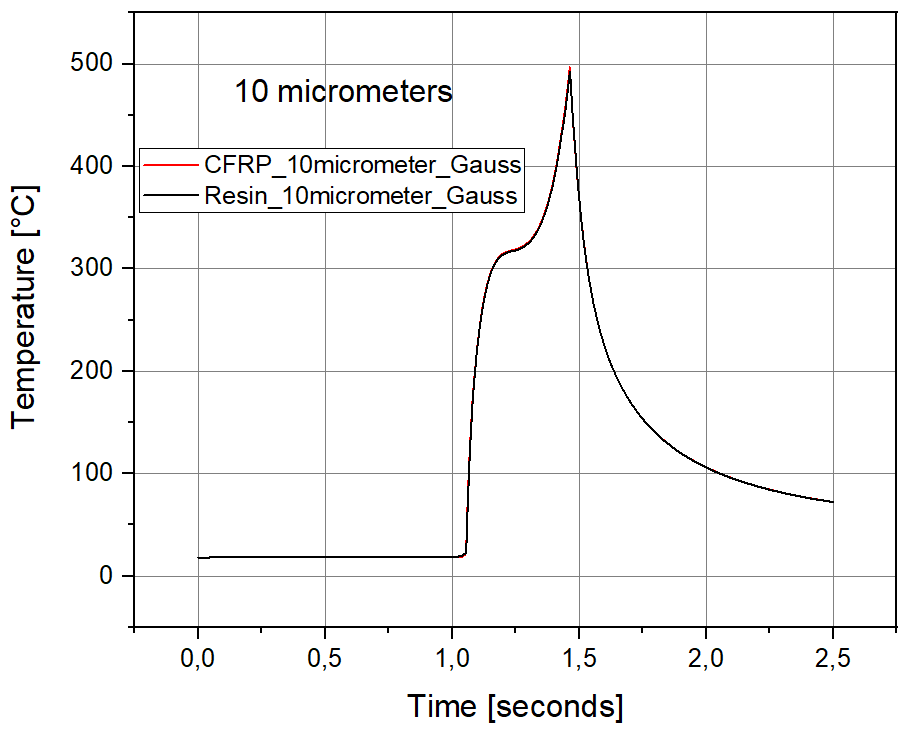 500
10 micrometers
400
CFRP_10micrometer_Gauss
Resin_10micrometer_Gauss
300
200
100
0
Temperature [°C]
0,0 0,5 1,0 1,5 2,0 2,5
Time [seconds]